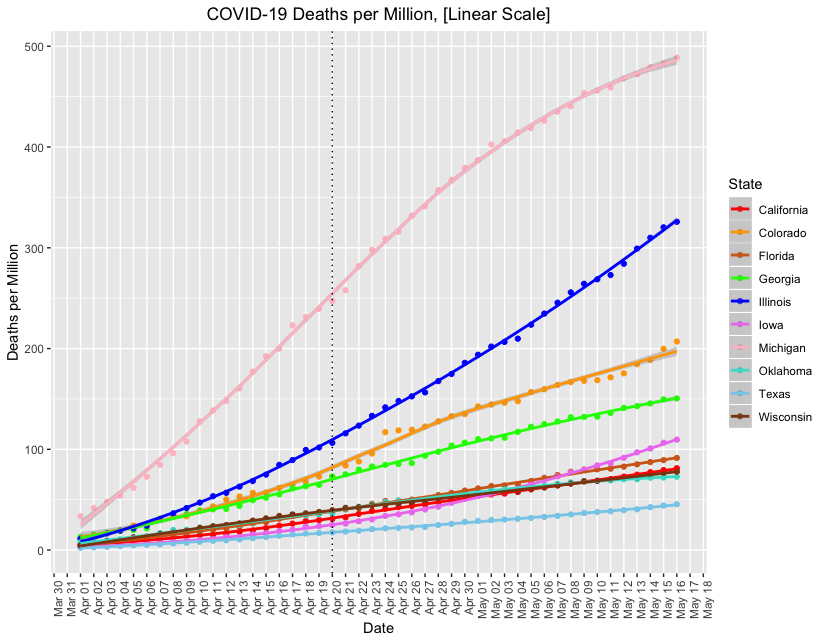 COVID-19 Deaths per Million, [Linear Scale]
500
400
300
200
100
0
Deaths per Million
Mar 30
Mar 31
Apr 01
Apr 02
Apr 03
Apr 04
Apr 05
Apr 06
Apr 07
Apr 08
Apr 09
Apr 10
Apr 11
Apr 12
Apr 13
Apr 14
Apr 15
Apr 16
Apr 17
Apr 18
Apr 19
Apr 20
Apr 21
Apr 22
Apr 23
Apr 24
Apr 25
Apr 26
Apr 27
Apr 28
Apr 29
Apr 30
May 01
May 02
May 03
May 04
May 05
May 06
May 07
May 08
May 09
May 10
May 11
May 12
May 13
May 14
May 15
May 16
May 17
May 18
Date
State
California
Colorado
Florida
Georgia
Illinois
Iowa
Michigan
Oklahoma
Texas
Wisconsin